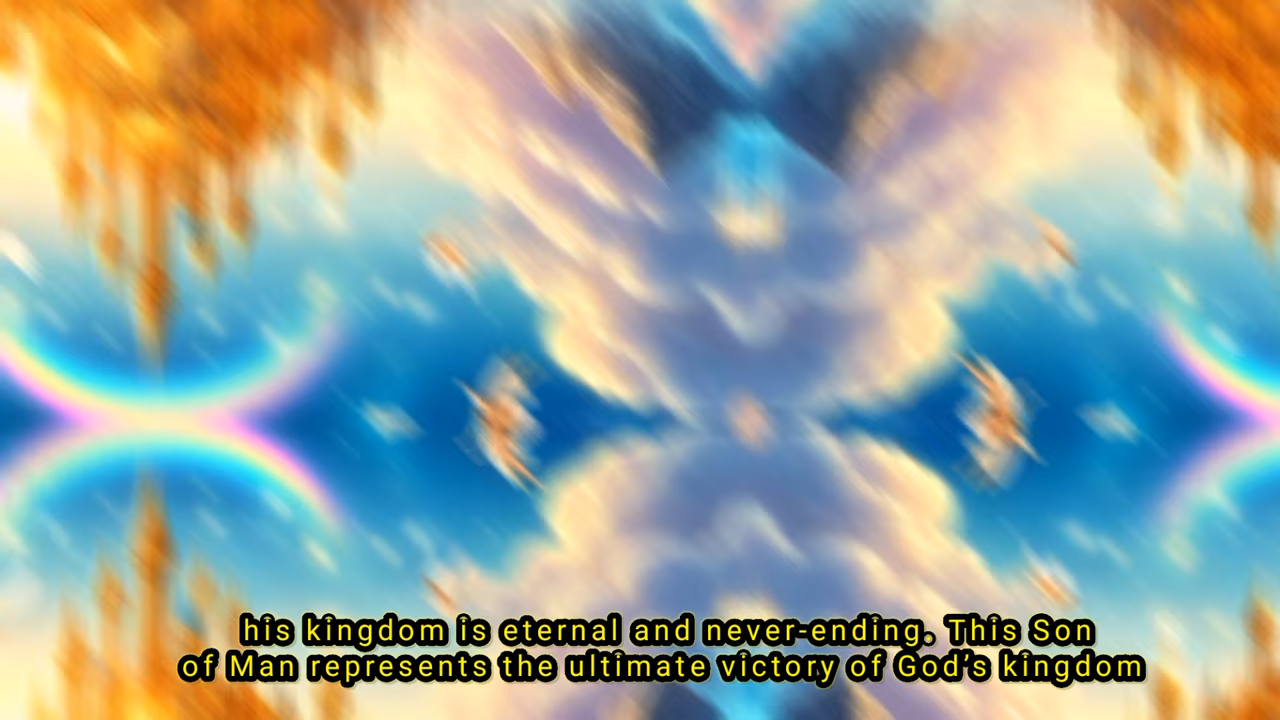 his kingdom is eternal and never-ending. This Son
of Man represents the ultimate victory of God’s kingdom